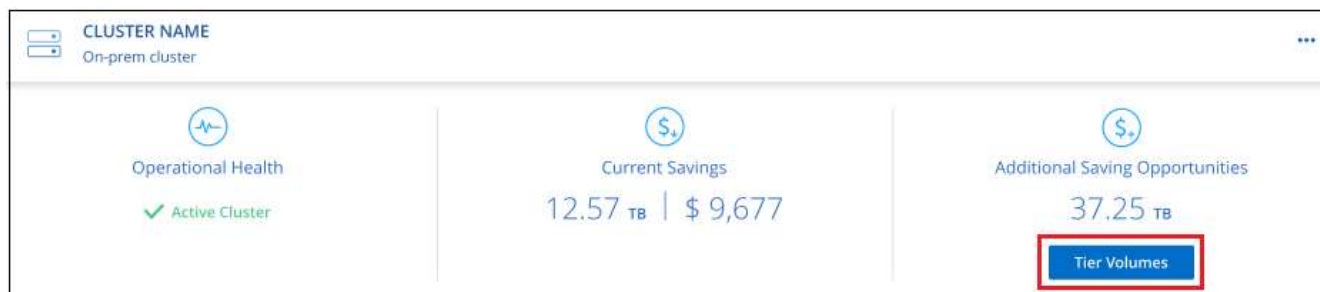 CLUSTER NAME
On-prem cluster
Operational Health
Active Cluster
Current Savings
12.57 TB | $ 9,677
Additional Saving Opportunities
37.25 TB
Tier Volumes